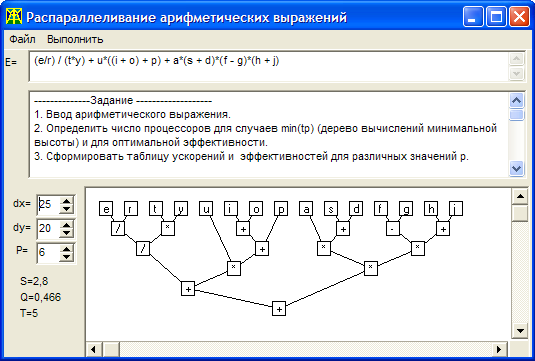 Распараллеливание арифметических выражений
Файл Выполнить
E= (e/r) / (t*y) + u*((i + o) + p) + a*(s + d)*(f - g)*(h + j)
--------------Задание -------------------
1. Ввод арифметического выражения.
2. Определить число процессоров для случаев min(tp) (дерево вычислений минимальной
высоты) и для оптимальной эффективности.
3. Сформировать таблицу ускорений и эффективностей для различных значений p.
dx= 25
dy= 20
P= 6
S=2,8
Q=0,466
T=5
e r t y u i o p a s d f g h j
/ * + + - +
/ + * *
* *
+
+